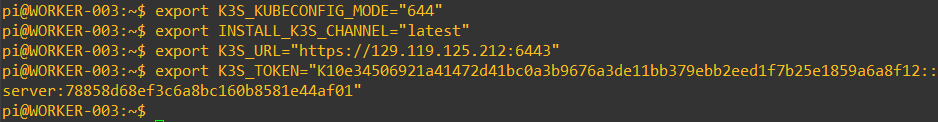 pi@WORKER-003:~$ export K3S_KUBECONFIG_MODE="644"
pi@WORKER-003:~$ export INSTALL_K3S_CHANNEL="latest"
pi@WORKER-003:~$ export K3S_URL="https://129.119.125.212:6443"
pi@WORKER-003:~$ export K3S_TOKEN="K10e34506921a41472d41bc0a3b9676a3de11bb379ebb2eed1f7b25e1859a6a8f12::
server:78858d68ef3c6a8bc160b8581e44af01"
pi@WORKER-003:~$